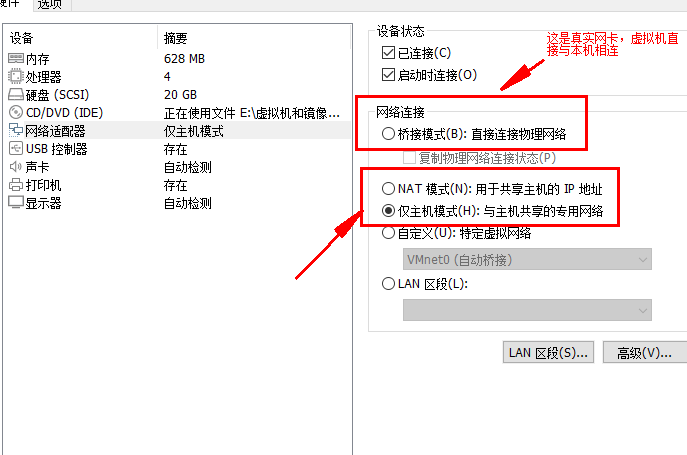 选项
设备 摘要
内存 628 MB
处理器 4
硬盘 (SCSI) 20 GB
CD/DVD (IDE) 正在使用文件 E:\虚拟机和镜像...
网络适配器 仅主机模式
USB 控制器 存在
声卡 自动检测
打印机 存在
显示器 自动检测
设备状态
已连接(C)
启动时连接(O)
这是真实网卡，虚拟机直
与本机相连
网络连接
桥接模式(B): 直接连接物理网络
复制物理网络连接状态(P)
NAT 模式(N): 用于共享主机的 IP 地址
仅主机模式(H): 与主机共享的专用网络
自定义(U): 特定虚拟网络
VMnet0 (自动桥接)
LAN 区段(L):
LAN 区段(S)...
高级(V)...